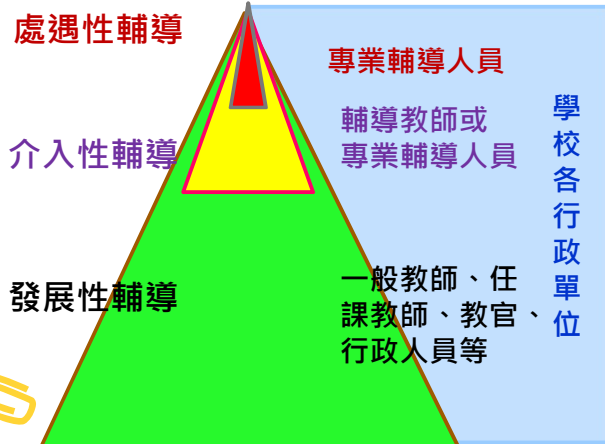 處遇性輔導
專業輔導人員
介入性輔導
輔導教師或
專業輔導人員
學校各行政單位
發展性輔導
一般教師、任
課教師、教官、
行政人員等